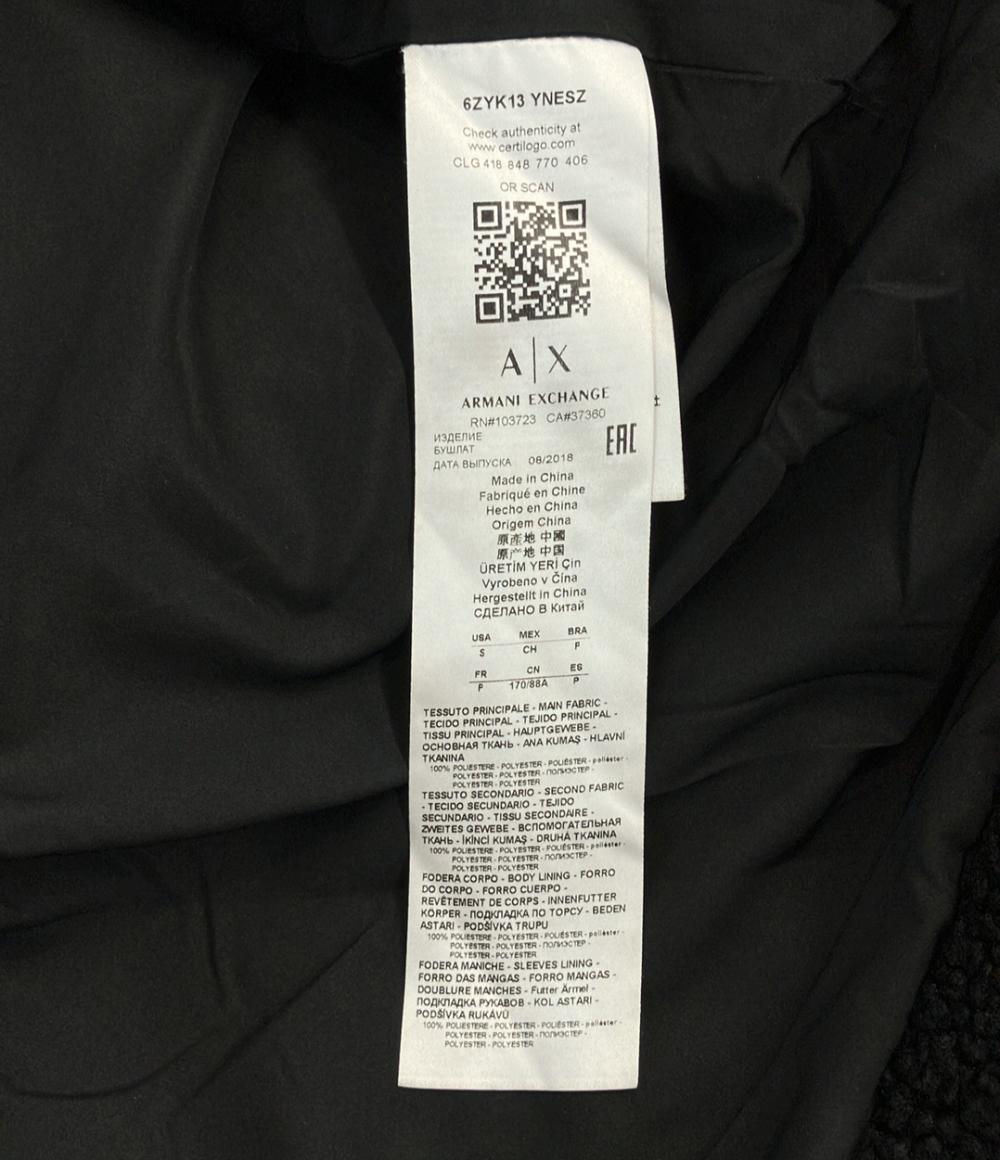 6ZYK13 YNESZ
Check authenticity at
www.certilogo.com
CLG 418 848 770 406
OR SCAN
A|X
ARMANI EXCHANGE
RN#103723 CA#37360
ИЗДЕЛИЕ
БУШЛАТ
ДАТА ВЫПУСКА 08/2018
EAC
Made in China
Fabriqué en Chine
Hecho en China
Origem China
原產地 中國
原产地 中国
ÜRETİM YERİ Çin
Vyrobeno v Čína
Hergestellt in China
СДЕЛАНО В Китай
USA MEX BRA
S CH P
FR CN ES
P 170/88A P
TESSUTO PRINCIPALE - MAIN FABRIC -
TECIDO PRINCIPAL - TEJIDO PRINCIPAL -
TISSU PRINCIPAL - HAUPTGEWEBE -
ОСНОВНАЯ ТКАНЬ - ANA KUMAŞ - HLAVNÍ
TKANINA
100% POLIESTERE - POLYESTER - POLIÉSTER - poliéster -
POLYESTER - POLYESTER - ПОЛИЭСТЕР -
POLYESTER - POLYESTER
TESSUTO SECONDARIO - SECOND FABRIC
- TECIDO SECUNDARIO - TEJIDO
SECUNDARIO - TISSU SECONDAIRE -
ZWEITES GEWEBE - ВСПОМОГАТЕЛЬНАЯ
ТКАНЬ - İKİNCİ KUMAŞ - DRUHÁ TKANINA
100% POLIESTERE - POLYESTER - POLIÉSTER - poliéster -
POLYESTER - POLYESTER - ПОЛИЭСТЕР -
POLYESTER - POLYESTER
FODERA CORPO - BODY LINING - FORRO
DO CORPO - FORRO CUERPO -
REVÊTEMENT DE CORPS - INNENFUTTER
KÖRPER - ПОДКЛАДКА ПО ТОРСУ - BEDEN
ASTARI - PODŠÍVKA TRUPU
100% POLIESTERE - POLYESTER - POLIÉSTER - poliéster -
POLYESTER - POLYESTER - ПОЛИЭСТЕР -
POLYESTER - POLYESTER
FODERA MANICHE - SLEEVES LINING -
FORRO DAS MANGAS - FORRO MANGAS -
DOUBLURE MANCHES - Futter Ärmel -
ПОДКЛАДКА РУКАВОВ - KOL ASTARI -
PODŠÍVKA RUKÁVŮ
100% POLIESTERE - POLYESTER - POLIÉSTER - poliéster -
POLYESTER - POLYESTER - ПОЛИЭСТЕР -
POLYESTER - POLYESTER